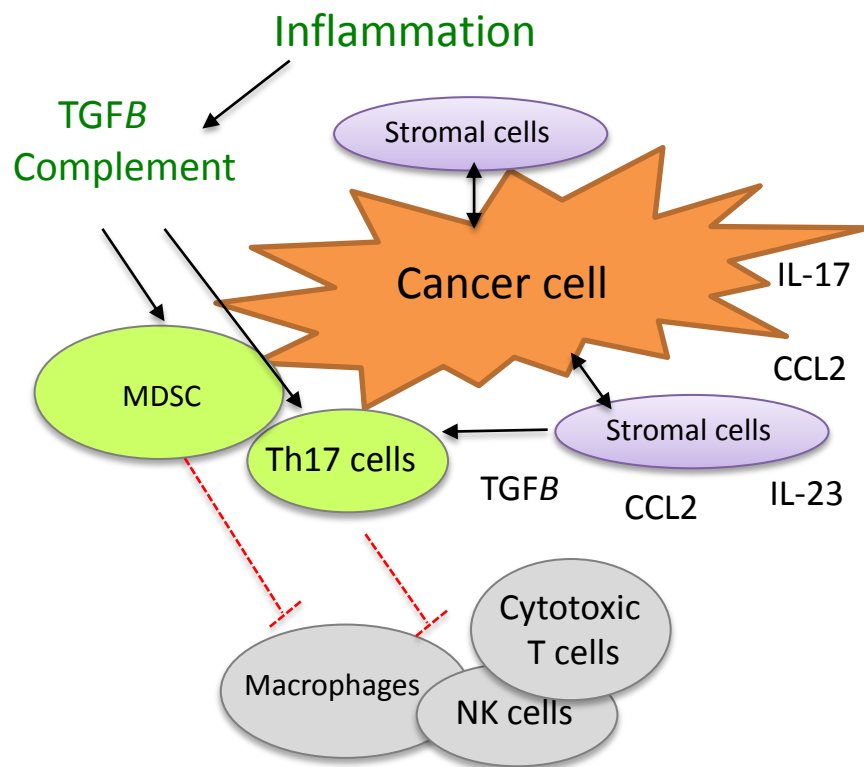 Inflammation
TGFB
Complement
Stromal cells
Cancer cell
IL-17
CCL2
MDSC
Stromal cells
Th17 cells
TGFB
CCL2
IL-23
Cytotoxic
T cells
Macrophages
NK cells